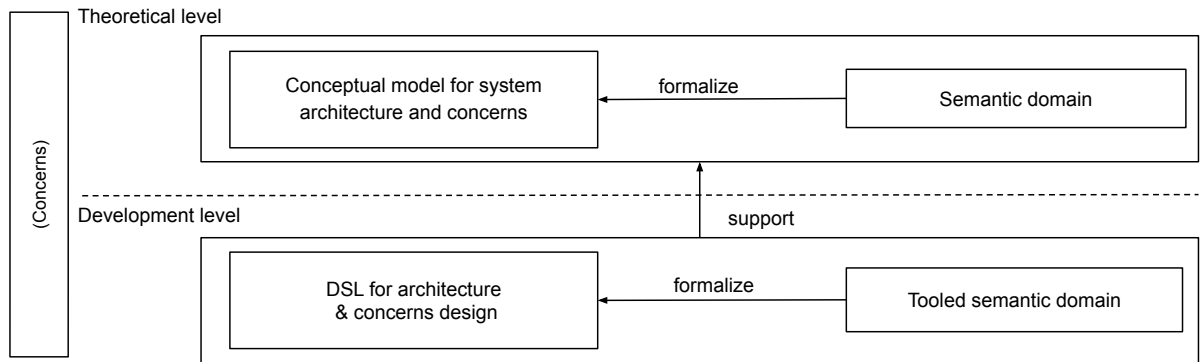 Theoretical level
Conceptual model for system
architecture and concerns
formalize
Semantic domain
(Concerns)
Development level
support
DSL for architecture
& concerns design
formalize
Tooled semantic domain